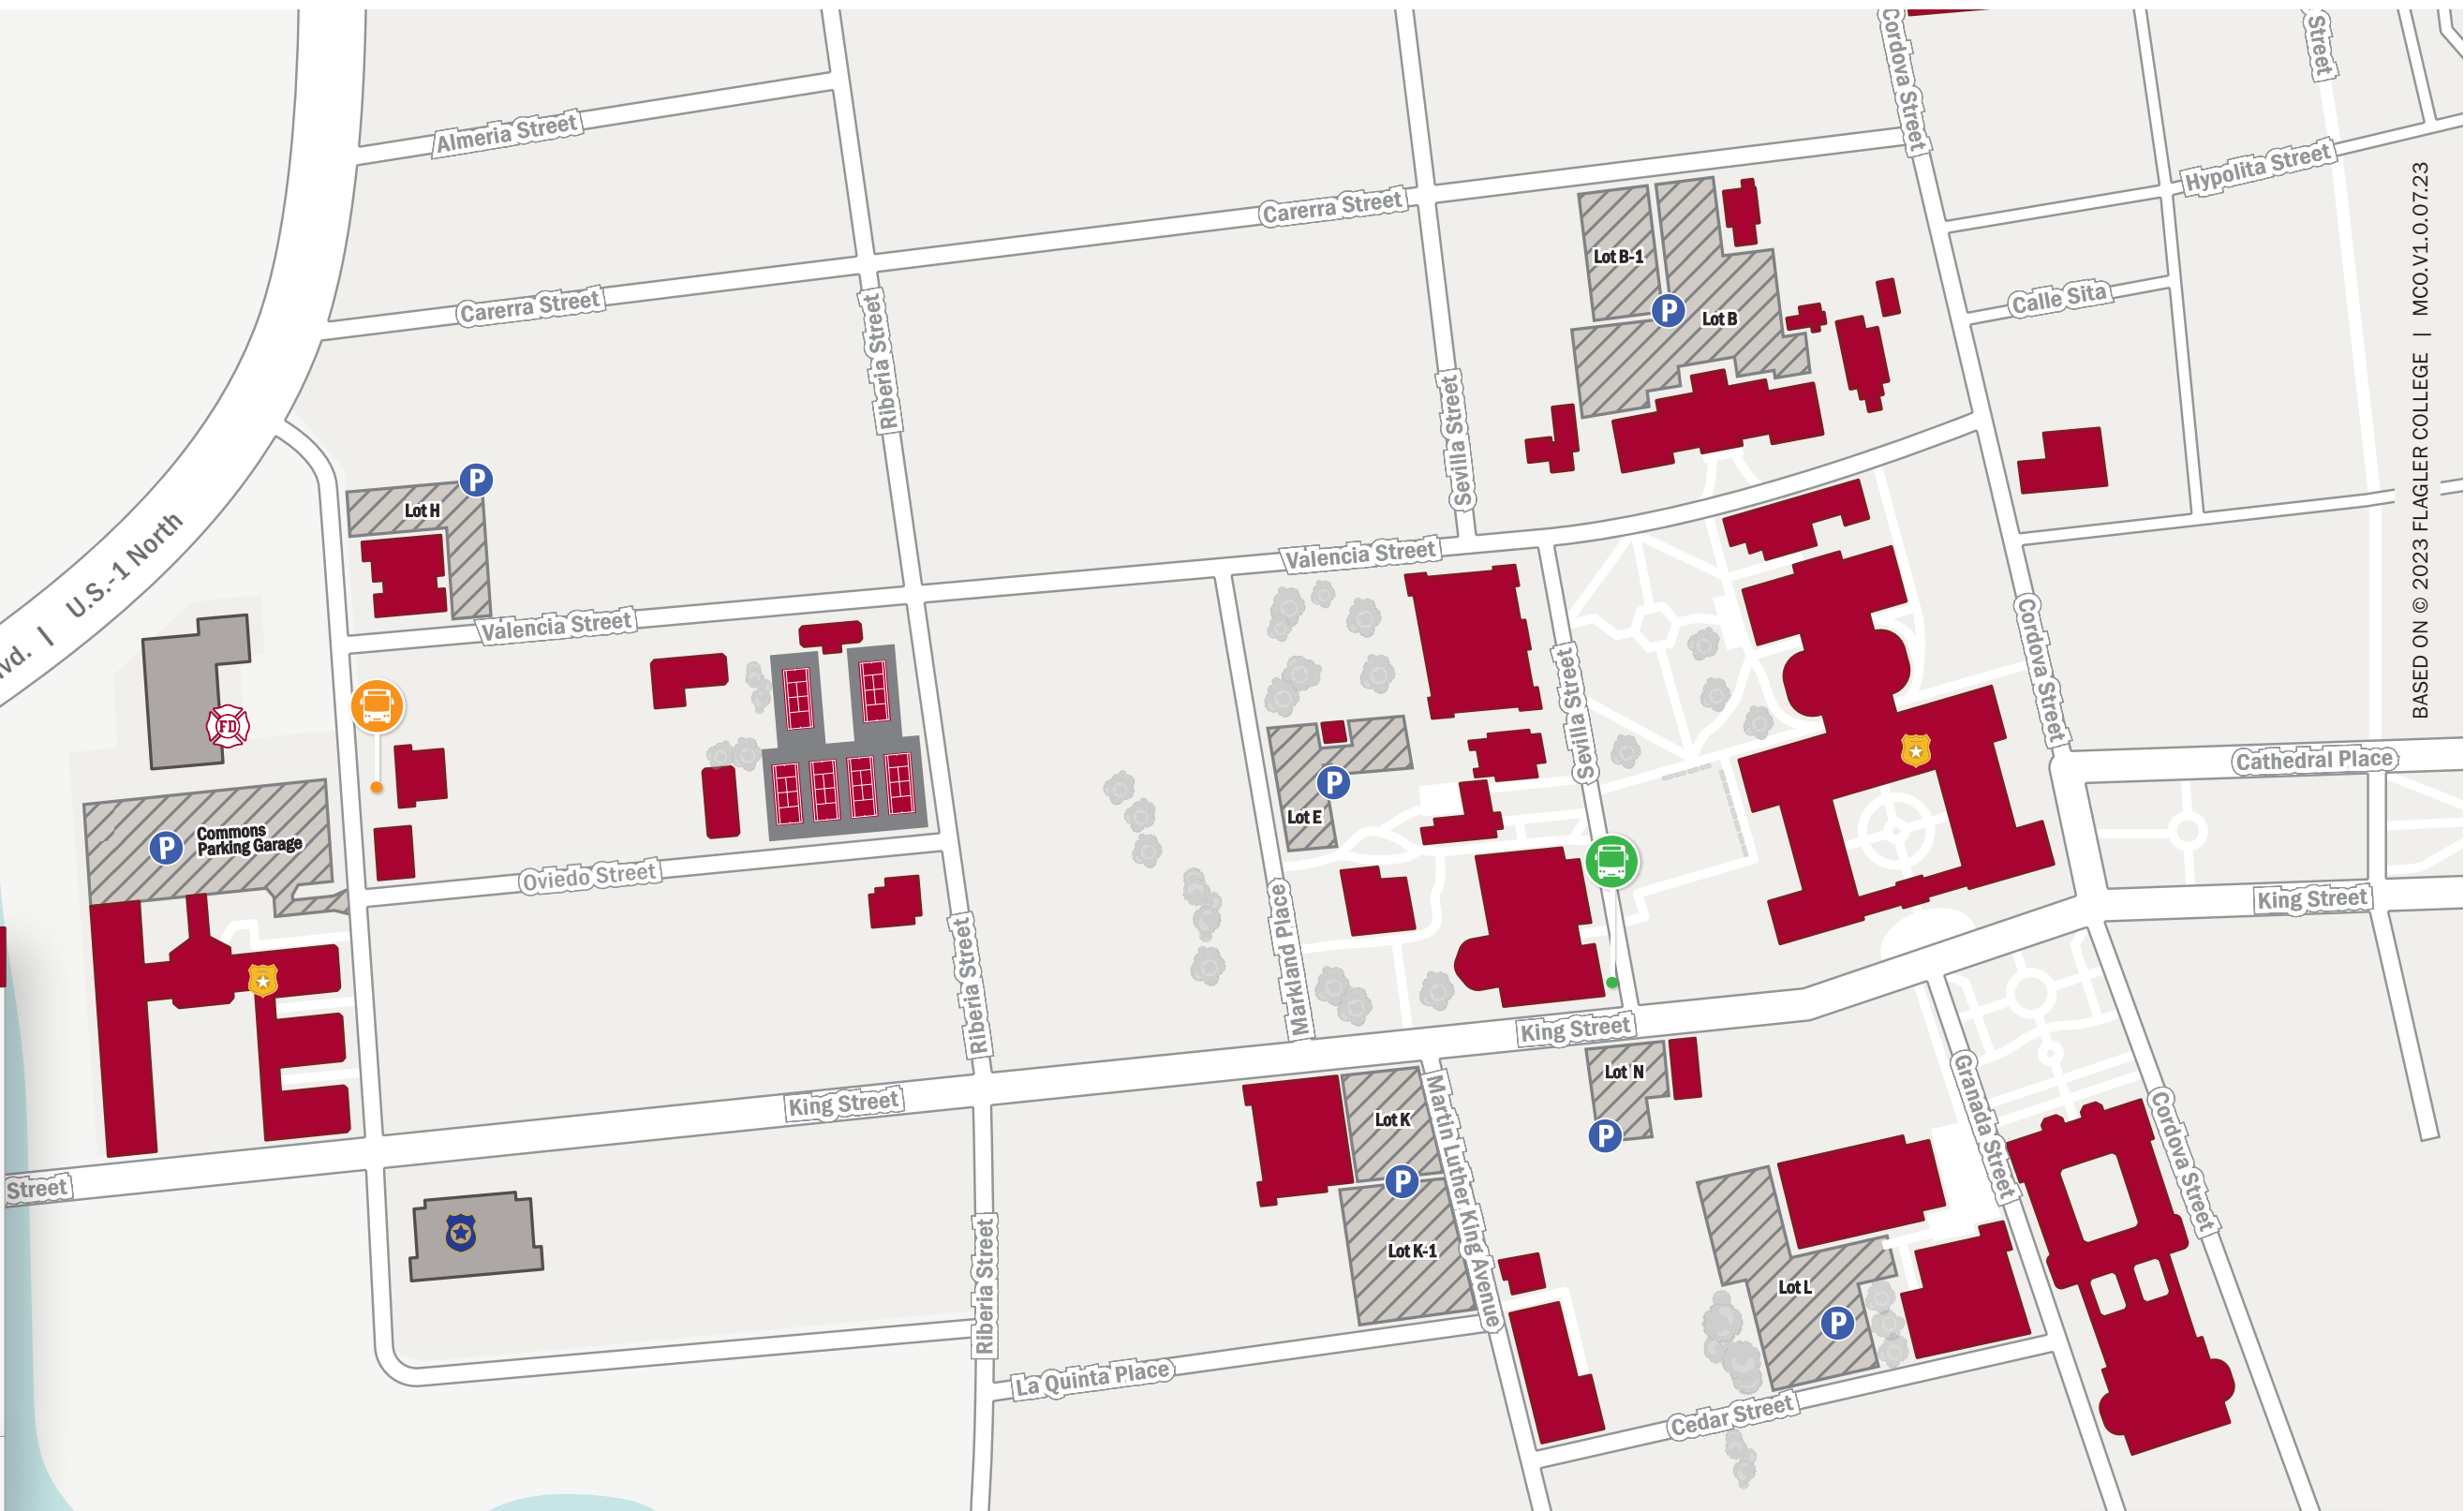 Cordova Street
Street
Almeria Street
Hypolita Street
Carerra Street
Lot B-1
Calle Sita
Carerra Street
P
Lot B
Riberia Street
Sevilla Street
P
Lot H
Valencia Street
U.S.-1 North
vd. |
Valencia Street
Cordova Street
FD
Sevilla Street
Cathedral Place
P
Lot E
P
Commons
Parking Garage
Oviedo Street
King Street
Markland Place
Riberia Street
King Street
Lot N
King Street
Lot K
P
Granada Street
Martin Luther King Avenue
Cordova Street
Street
P
Lot K-1
Riberia Street
Lot L
P
La Quinta Place
Cedar Street
BASED ON © 2023 FLAGLER COLLEGE | MCO.V1.0.07.23